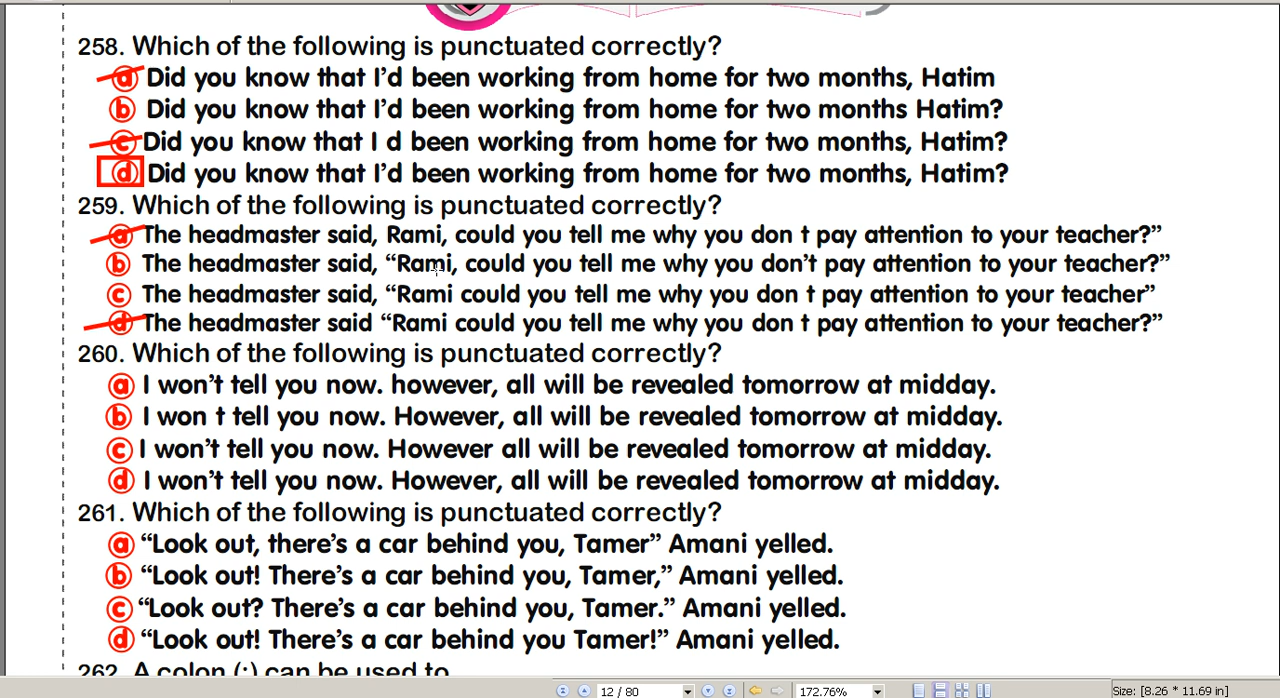 258. Which of the following is punctuated correctly?
a Did you know that I’d been working from home for two months, Hatim
b Did you know that I’d been working from home for two months Hatim?
c Did you know that I d been working from home for two months, Hatim?
d Did you know that I’d been working from home for two months, Hatim?
259. Which of the following is punctuated correctly?
a The headmaster said, Rami, could you tell me why you don t pay attention to your teacher?”
b The headmaster said, “Rami, could you tell me why you don’t pay attention to your teacher?”
c The headmaster said, “Rami could you tell me why you don t pay attention to your teacher”
d The headmaster said “Rami could you tell me why you don t pay attention to your teacher?”
260. Which of the following is punctuated correctly?
a I won’t tell you now. however, all will be revealed tomorrow at midday.
b I won t tell you now. However, all will be revealed tomorrow at midday.
c I won’t tell you now. However all will be revealed tomorrow at midday.
d I won’t tell you now. However, all will be revealed tomorrow at midday.
261. Which of the following is punctuated correctly?
a “Look out, there’s a car behind you, Tamer” Amani yelled.
b “Look out! There’s a car behind you, Tamer,” Amani yelled.
c “Look out? There’s a car behind you, Tamer.” Amani yelled.
d “Look out! There’s a car behind you Tamer!” Amani yelled.
262. A colon (:) can be used to
12 / 80 172.76% Size: [8.26 * 11.69 in]